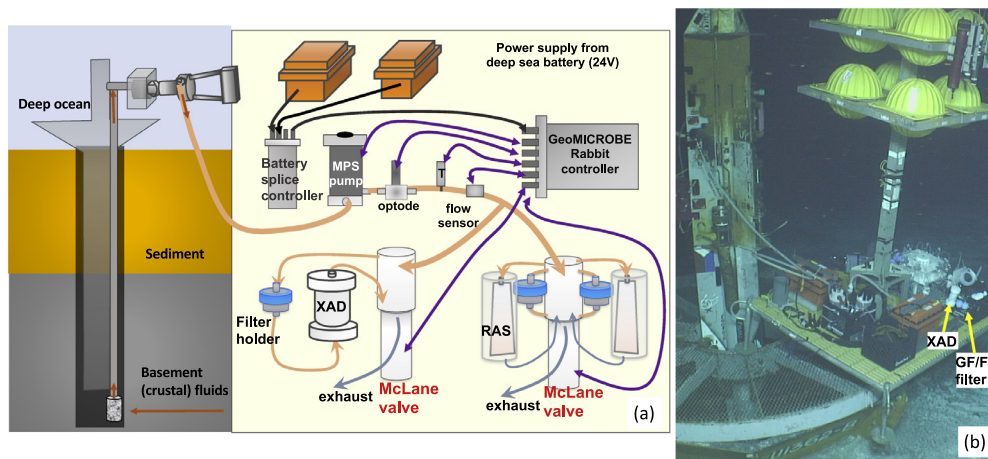 Power supply from
deep sea battery (24V)
Deep ocean
GeoMICROBE
Rabbit
controller
Battery
splice
controller
MPS
pump
T
optode
flow
sensor
Sediment
XAD
Filter
holder
RAS
Basement
(crustal) fluids
exhaust
McLane
valve
exhaust
McLane
valve
(a)
XAD
GF/F
filter
(b)